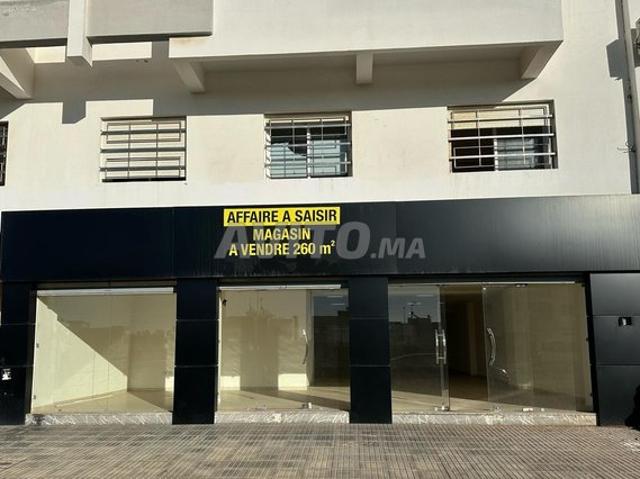 AFFAIRE A SAISIR
MAGASIN
A VENDRE 260 m²
AVITO.MA